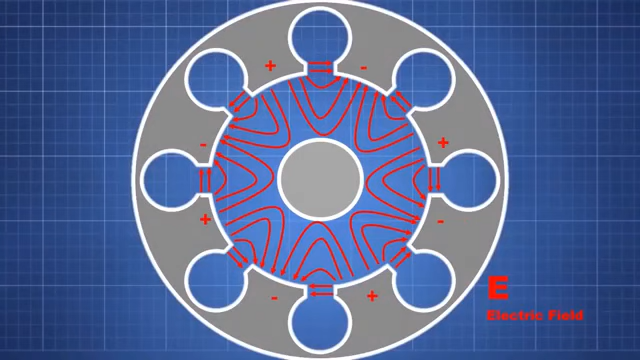 + -
- +
+ -
- +
E
Electric Field